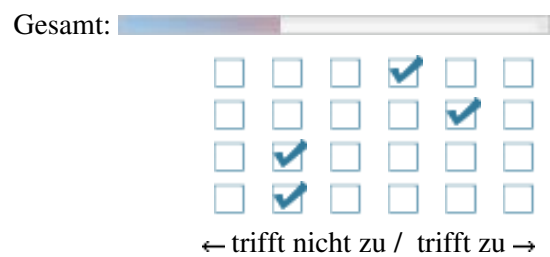 Gesamt:
← trifft nicht zu / trifft zu →